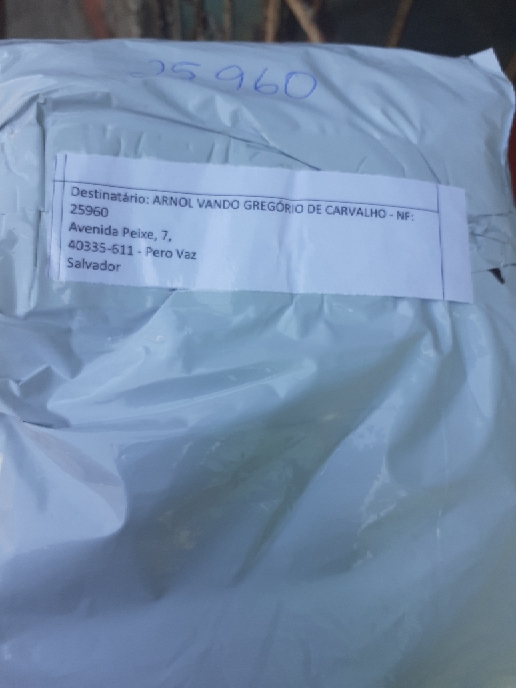 25960
Destinatário: ARNOL VANDO GREGÓRIO DE CARVALHO - NF:
25960
Avenida Peixe, 7,
40335-611 - Pero Vaz
Salvador